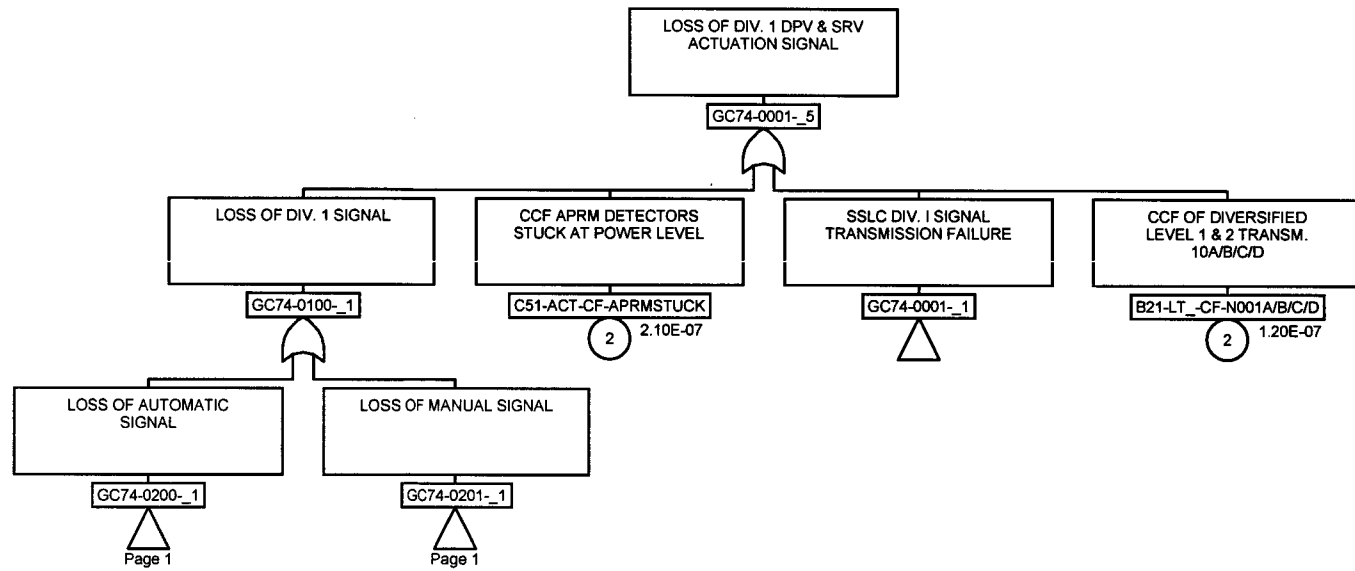 LOSS OF DIV. 1 DPV & SRV
ACTUATION SIGNAL
GC74-0001-_5
LOSS OF DIV. 1 SIGNAL
GC74-0100-_1
CCF APRM DETECTORS
STUCK AT POWER LEVEL
C51-ACT-CF-APRMSTUCK
2
2.10E-07
SSLC DIV. I SIGNAL
TRANSMISSION FAILURE
GC74-0001-_1
CCF OF DIVERSIFIED
LEVEL 1 & 2 TRANSM.
10A/B/C/D
B21-LT_-CF-N001A/B/C/D
2
1.20E-07
LOSS OF AUTOMATIC
SIGNAL
GC74-0200-_1
Page 1
LOSS OF MANUAL SIGNAL
GC74-0201-_1
Page 1